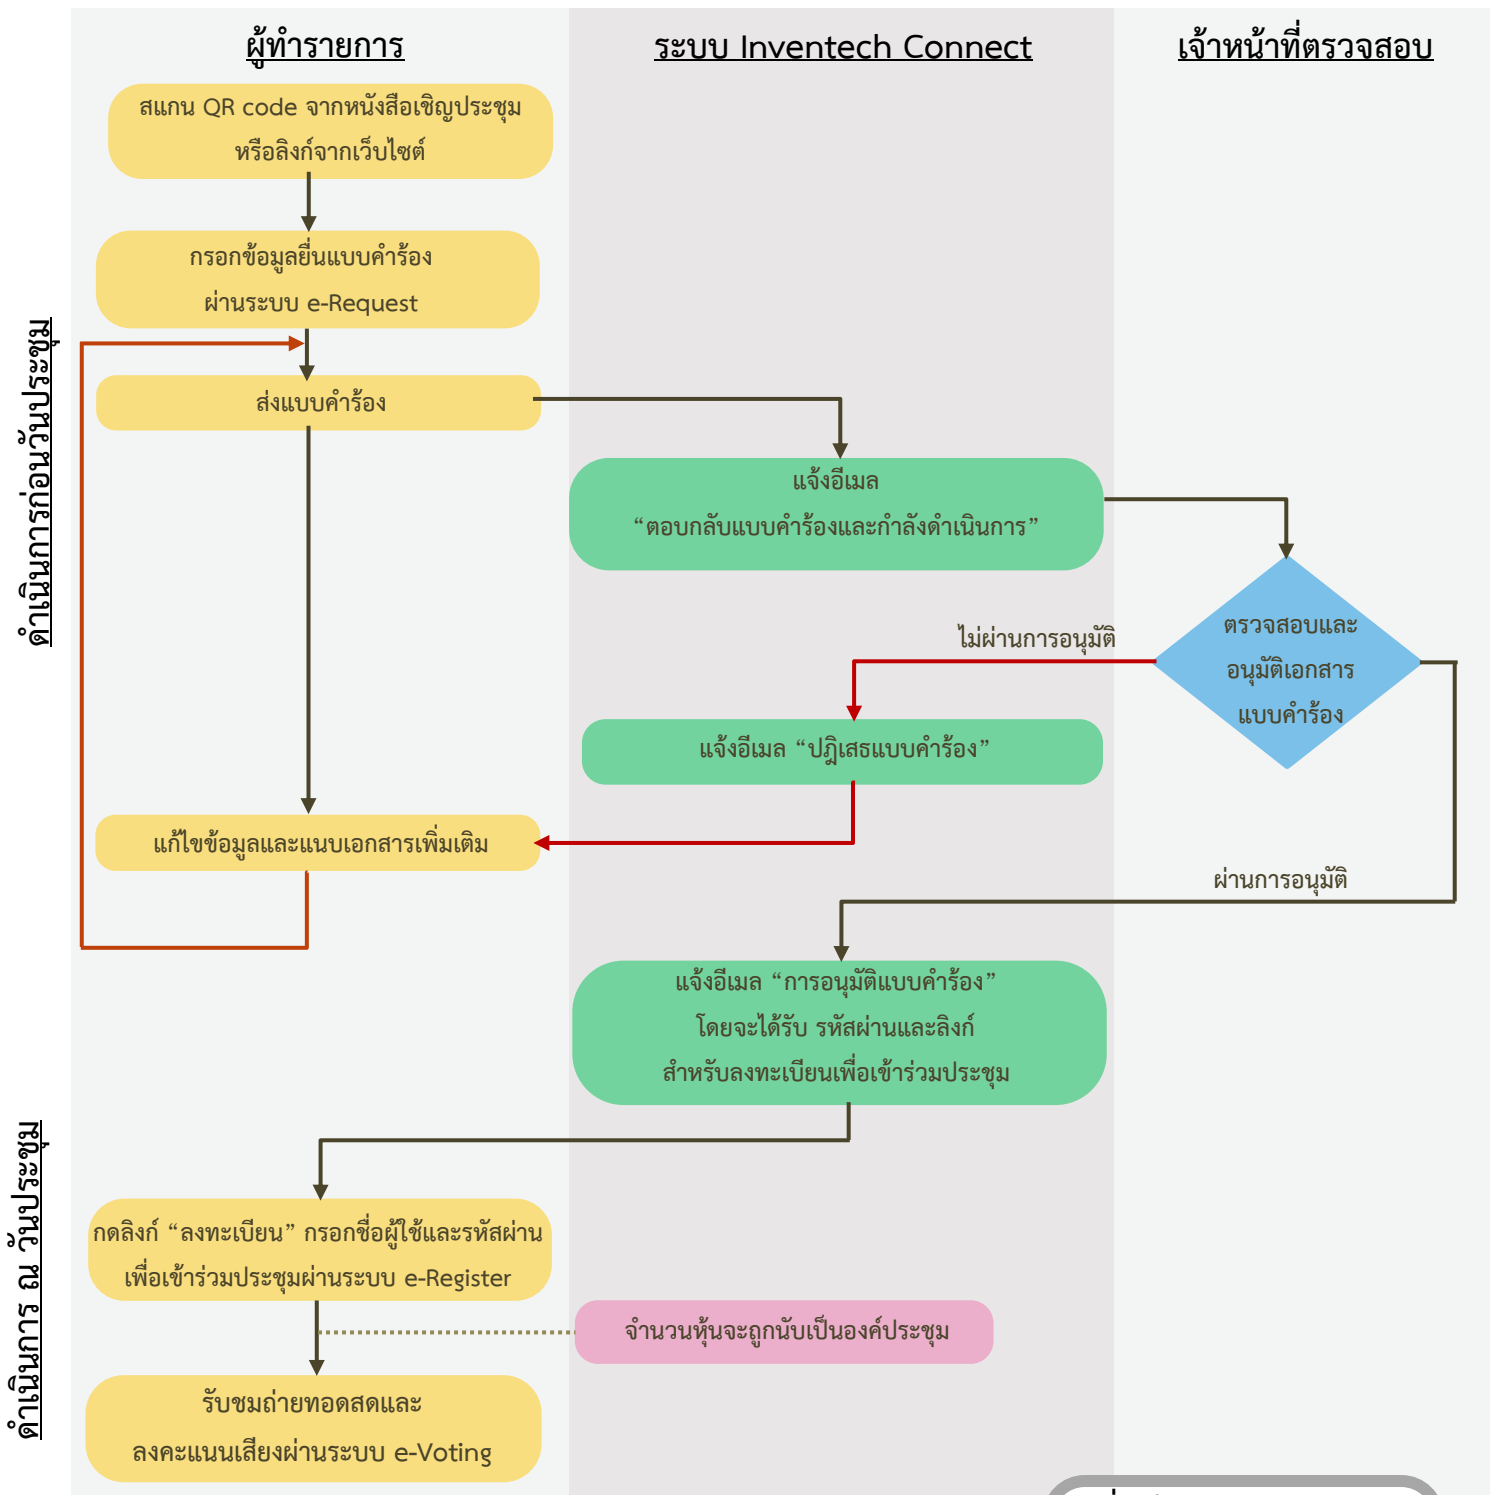 ผู้ทำรายการ
ระบบ Inventech Connect
เจ้าหน้าที่ตรวจสอบ
ดำเนินการก่อนวันประชุม
สแกน QR code จากหนังสือเชิญประชุม
หรือลิงก์จากเว็บไซต์
กรอกข้อมูลยื่นแบบคำร้อง
ผ่านระบบ e-Request
ส่งแบบคำร้อง
แจ้งอีเมล
“ตอบกลับแบบคำร้องและกำลังดำเนินการ”
ตรวจสอบและ
อนุมัติเอกสาร
แบบคำร้อง
ไม่ผ่านการอนุมัติ
แจ้งอีเมล “ปฎิเสธแบบคำร้อง”
แก้ไขข้อมูลและแนบเอกสารเพิ่มเติม
ผ่านการอนุมัติ
แจ้งอีเมล “การอนุมัติแบบคำร้อง”
โดยจะได้รับ รหัสผ่านและลิงก์
สำหรับลงทะเบียนเพื่อเข้าร่วมประชุม
ดำเนินการ ณ วันประชุม
กดลิงก์ “ลงทะเบียน” กรอกชื่อผู้ใช้และรหัสผ่าน
เพื่อเข้าร่วมประชุมผ่านระบบ e-Register
จำนวนหุ้นจะถูกนับเป็นองค์ประชุม
รับชมถ่ายทอดสดและ
ลงคะแนนเสียงผ่านระบบ e-Voting